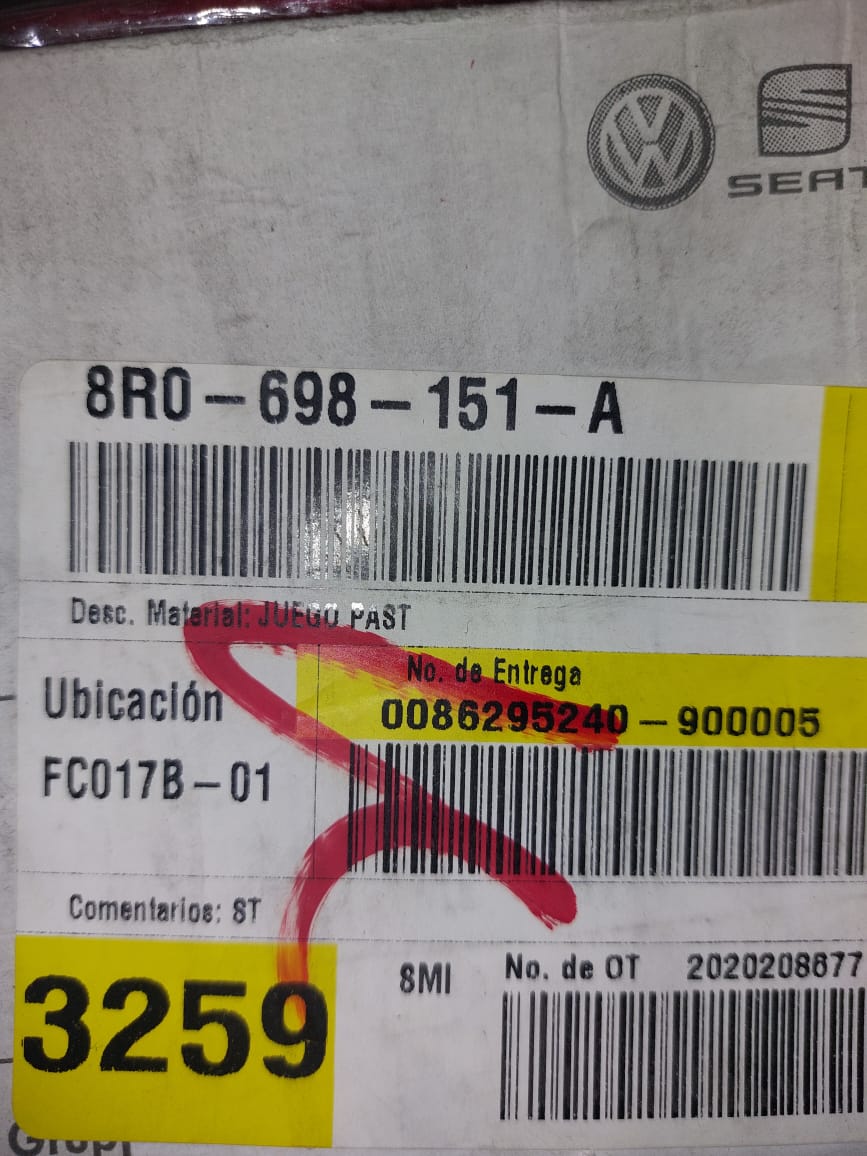 SEAT
8R0-698-151-A
Desc. Material: JUEGO PAST
No. de Entrega
Ubicación
0086295240-900005
FC017B-01
Comentarios: ST
3259
8MI
No. de OT 2020208677